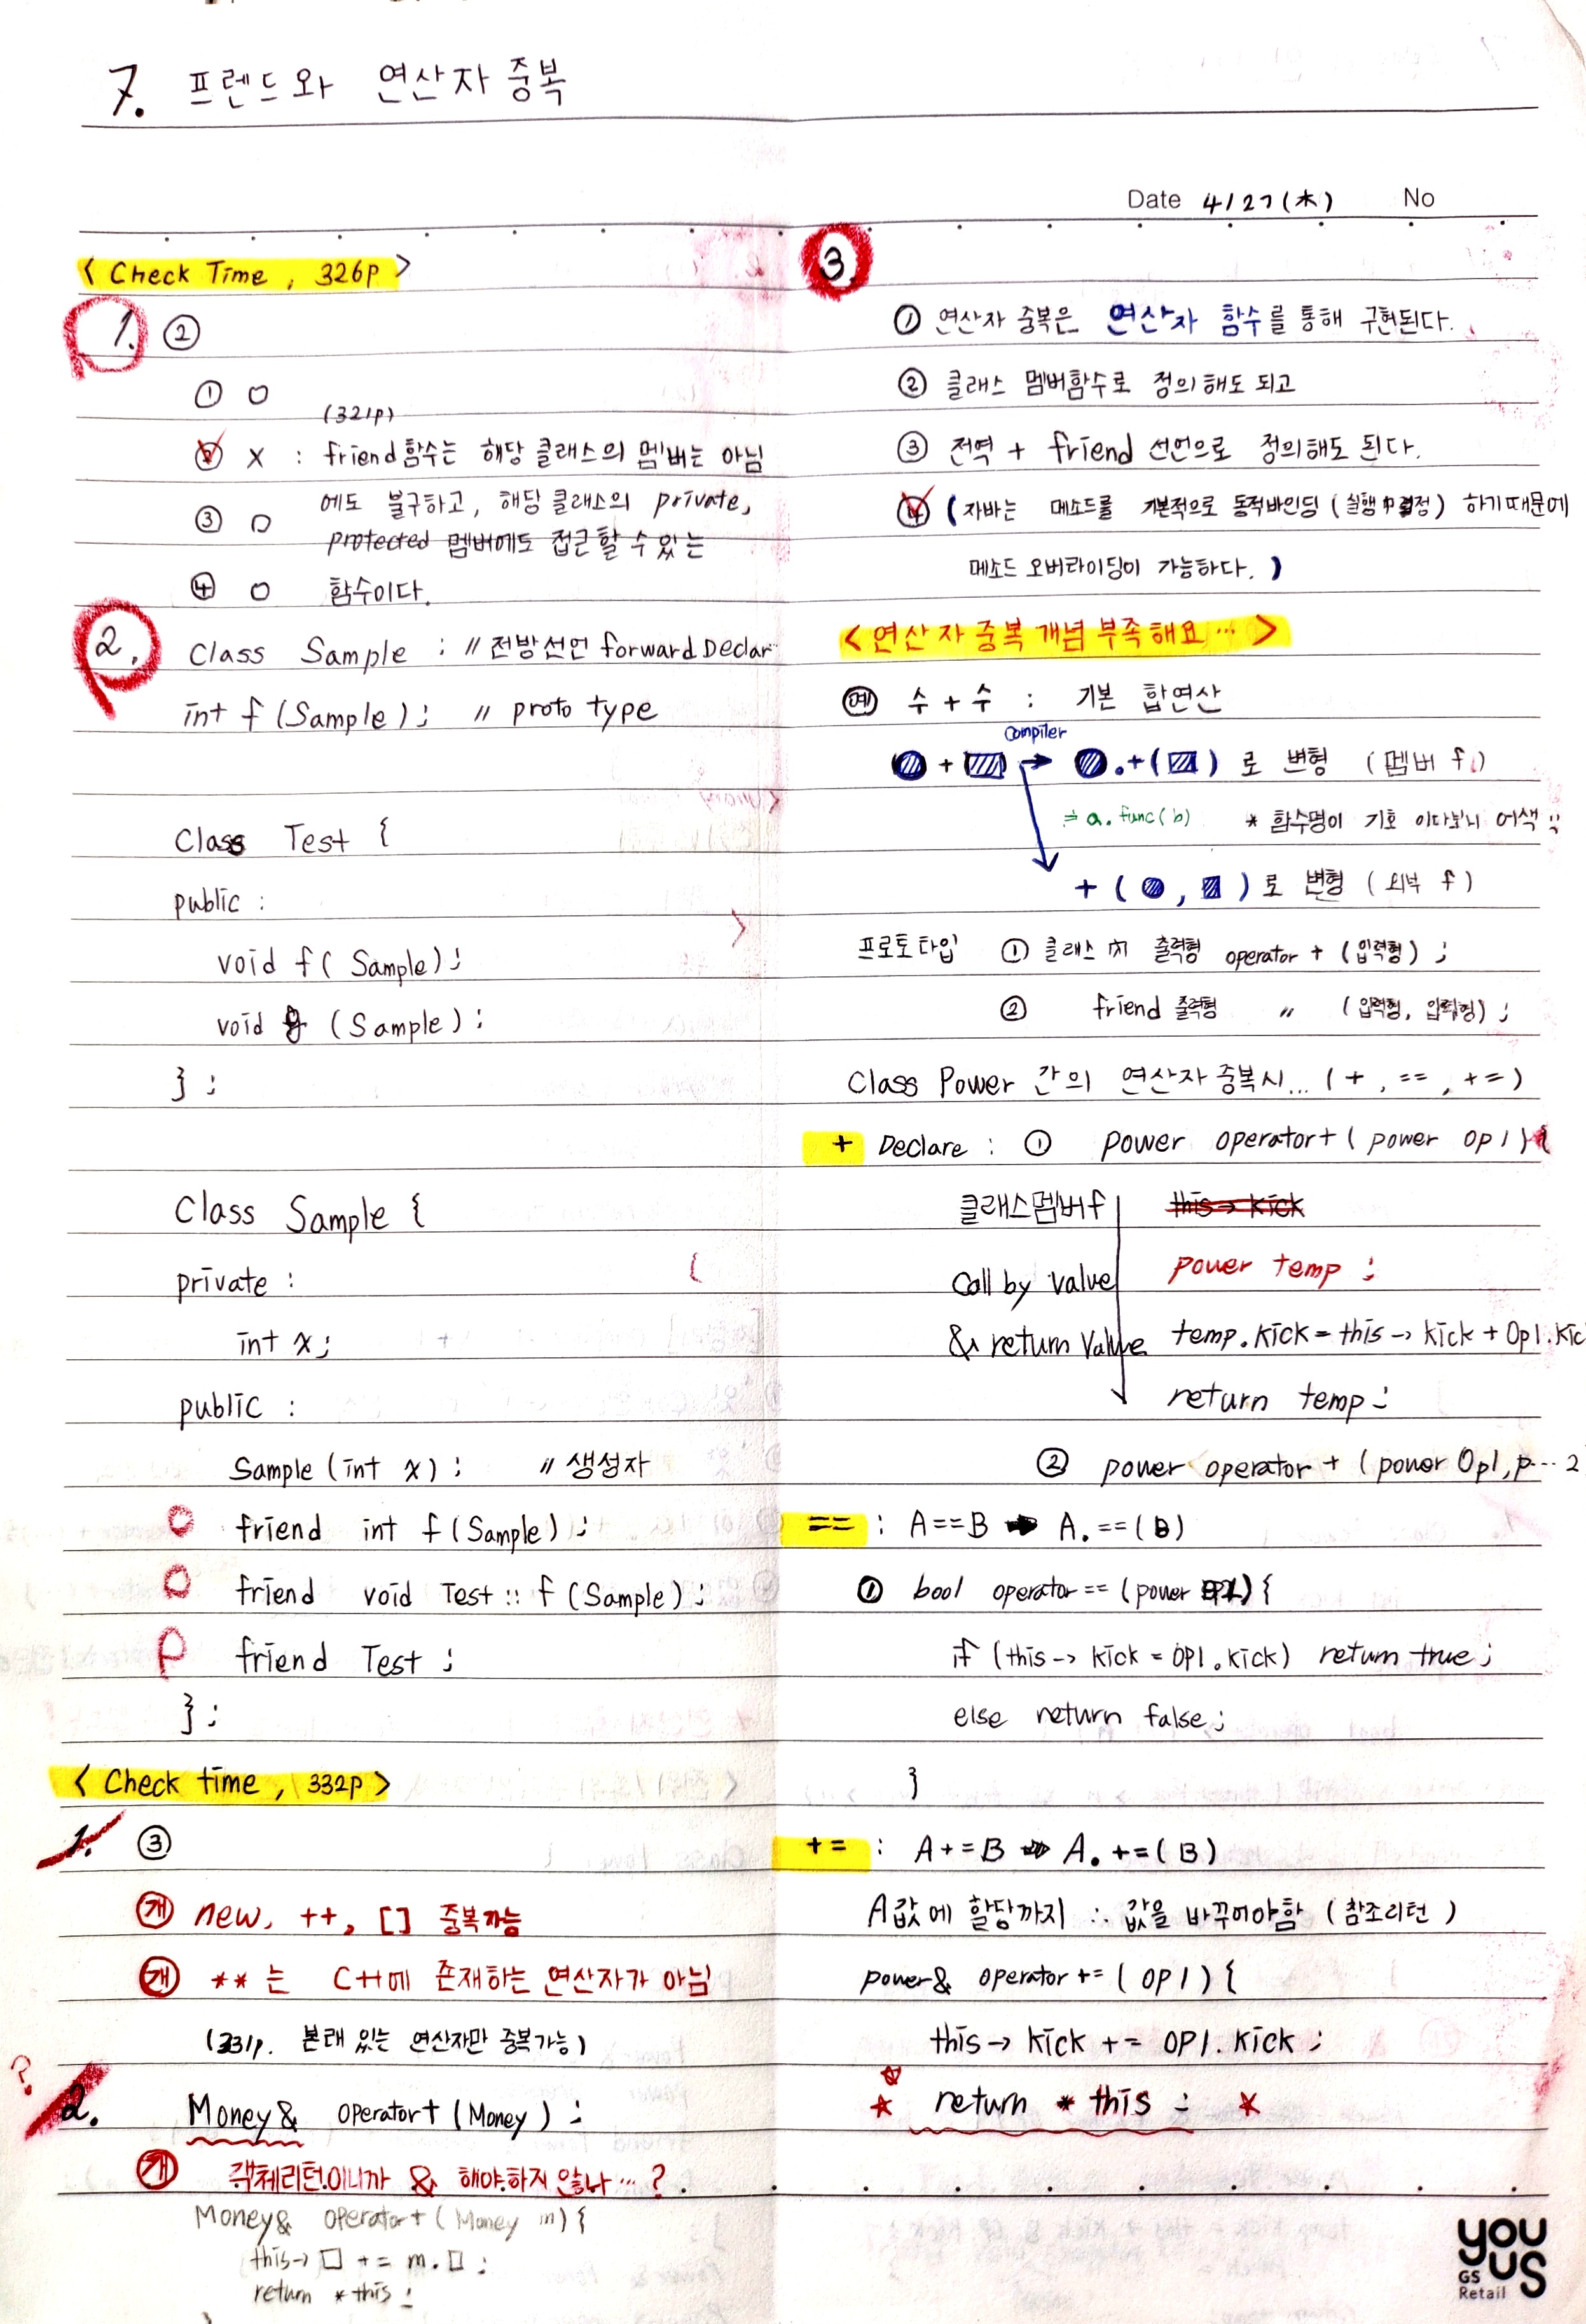 7. 프렌드와 연산자 중복
Date 4/27(木) No
< Check Time, 326p >
1. ②
① O
(321p)
② X : friend함수는 해당 클래스의 멤버는 아님
에도 불구하고, 해당 클래스의 private,
③ O
protected 멤버에도 접근할 수 있는
④ O 함수이다.
2. Class Sample ; // 전방선언 forward Declar
int f (Sample); // proto type
Class Test {
public :
void f( Sample);
void g (Sample);
};
Class Sample {
private :
int x;
public :
Sample (int x); // 생성자
friend int f(Sample);
friend void Test :: f (Sample);
friend Test ;
};
< Check time, 332p >
1. ③
개 new, ++, [] 중복가능
개 ** 는 C++에 존재하는 연산자가 아님
(331p. 본래 있는 연산자만 중복가능)
? 2. Money& operator+ (Money);
개 객체리턴이니까 & 해야하지 않나…?
Money& operator+ (Money m) {
this→□ += m.□;
return *this;
3
① 연산자 중복은 연산자 함수를 통해 구현된다.
② 클래스 멤버함수로 정의해도 되고
③ 전역 + friend 선언으로 정의해도 된다.
④ (자바는 메소드를 기본적으로 동적바인딩 (실행中결정) 하기때문에
메소드 오버라이딩이 가능하다.)
< 연산자 중복 개념 부족해요… >
예 수 + 수 : 기본 합연산
Compiler
+ → .+( ) 로 변형 (멤버 f)
= a.func(b) * 함수명이 기호 이다보니 어색
+ ( , ) 로 변형 (외부 f)
프로토타입 ① 클래스 内 출력형 operator + (입력형);
② friend 출력형 〃 (입력형, 입력형);
Class Power 간의 연산자 중복시… (+, ==, +=)
+ Declare : ① power operator+ ( power op1) {
클래스멤버f this→kick
Call by value power temp ;
& return Value temp.kick = this→kick + Op1.kic
return temp;
② power operator + (power Op1, p… 2
== : A==B → A.==(B)
① bool operator == (power OP1) {
if (this→ kick = OP1.kick) return true;
else return false;
}
+= : A+=B → A.+=(B)
A값에 할당까지 ∴ 값을 바꾸어야함 (참조리턴)
power& operator += ( OP1) {
this→ kick += OP1.kick;
☆ return *this ; ☆
you us
GS Retail